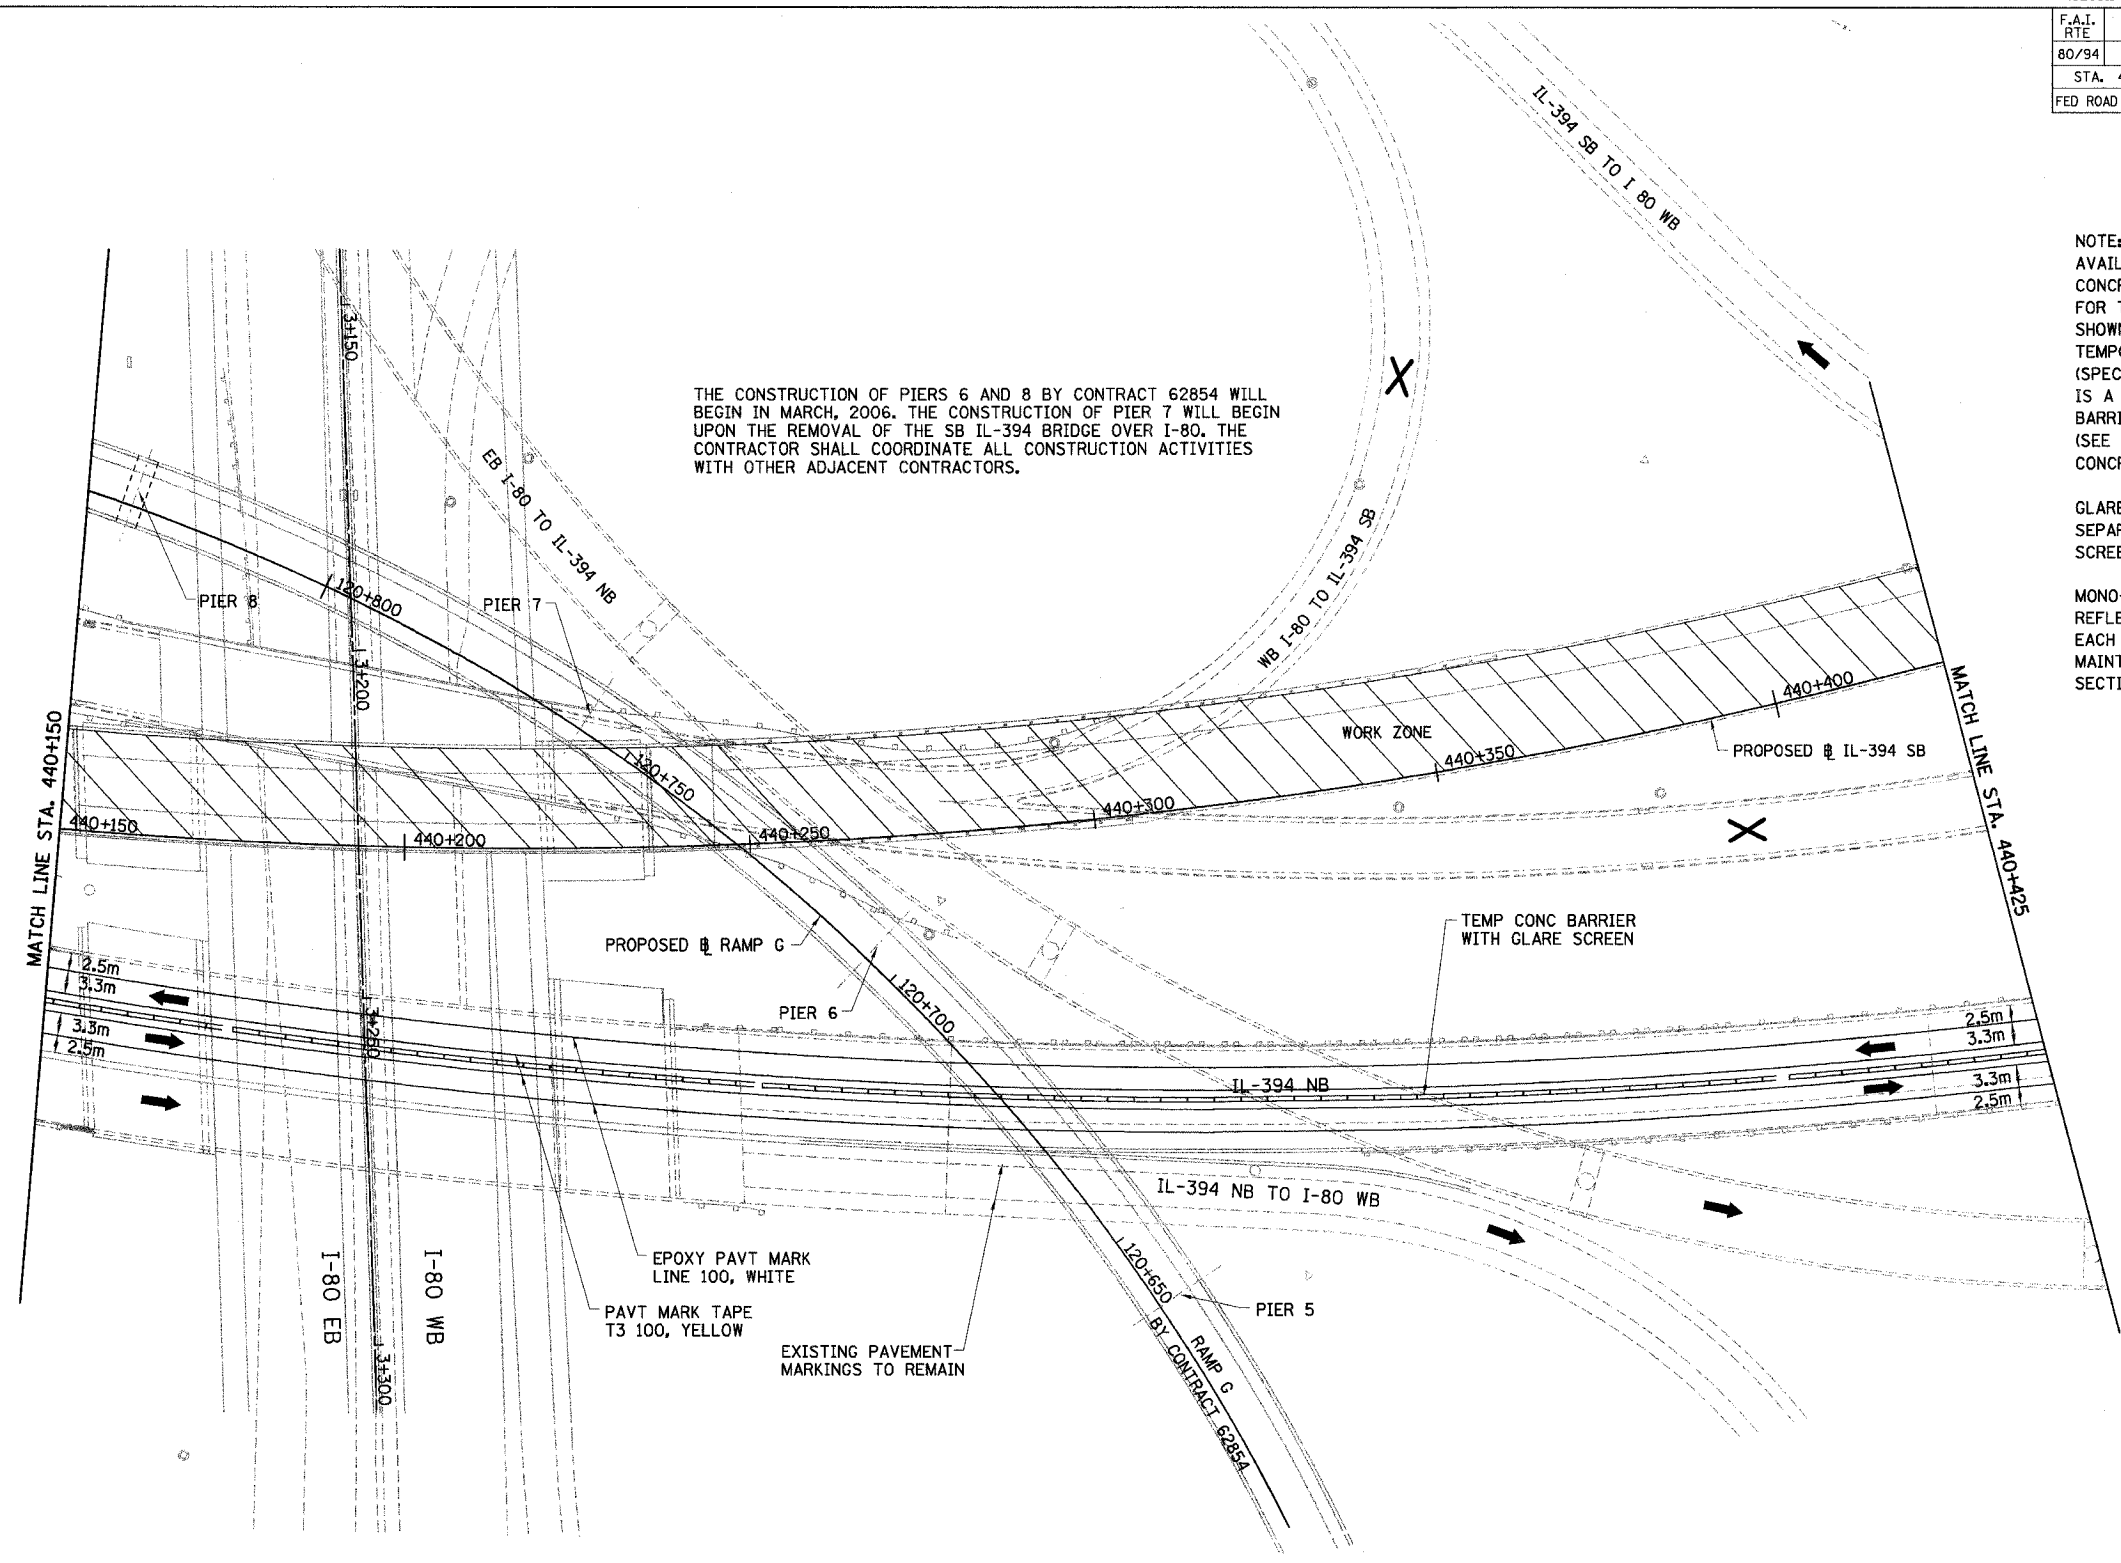 F.A.I.
RTE
80/94
STA. 4
FED ROAD
IL-394 SB TO I 80 WB
NOTE:
AVAIL
CONCR
FOR T
SHOWN
TEMPO
(SPEC
IS A
BARRI
(SEE
CONCR
GLARE
SEPAR
SCREE
MONO-
REFLE
EACH
MAINT
SECTI
3+150
THE CONSTRUCTION OF PIERS 6 AND 8 BY CONTRACT 62854 WILL
BEGIN IN MARCH, 2006. THE CONSTRUCTION OF PIER 7 WILL BEGIN
UPON THE REMOVAL OF THE SB IL-394 BRIDGE OVER I-80. THE
CONTRACTOR SHALL COORDINATE ALL CONSTRUCTION ACTIVITIES
WITH OTHER ADJACENT CONTRACTORS.
EB I-80 TO IL-394 NB
WB I-80 TO IL-394 SB
PIER 8
120+800
PIER 7
3+200
MATCH LINE STA. 440+150
120+750
WORK ZONE
440+400
440+350
PROPOSED ℄ IL-394 SB
MATCH LINE STA. 440+425
440+150
440+200
440+250
440+300
PROPOSED ℄ RAMP G
TEMP CONC BARRIER
WITH GLARE SCREEN
2.5m
3.3m
3.3m
2.5m
3+250
PIER 6
120+700
IL-394 NB
2.5m
3.3m
3.3m
2.5m
IL-394 NB TO I-80 WB
I-80 EB
I-80 WB
EPOXY PAVT MARK
LINE 100, WHITE
PAVT MARK TAPE
T3 100, YELLOW
EXISTING PAVEMENT
MARKINGS TO REMAIN
120+650
PIER 5
RAMP G
BY CONTRACT 62854
3+300